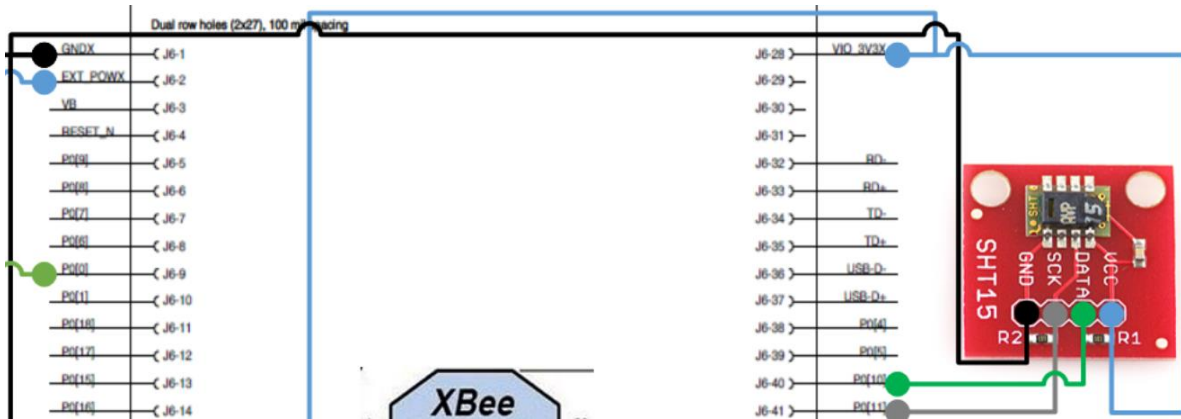 Dual row holes (2x27), 100 mil spacing
GNDX J6-1
EXT_POWX J6-2
VB J6-3
RESET_N J6-4
P0[9] J6-5
P0[8] J6-6
P0[7] J6-7
P0[6] J6-8
P0[0] J6-9
P0[1] J6-10
P0[18] J6-11
P0[17] J6-12
P0[15] J6-13
P0[16] J6-14
J6-28 VIO_3V3X
J6-29
J6-30
J6-31
J6-32 RD-
J6-33 RD+
J6-34 TD-
J6-35 TD+
J6-36 USB-D-
J6-37 USB-D+
J6-38 P0[4]
J6-39 P0[5]
J6-40 P0[10]
J6-41 P0[11]
XBee
SHT15
GND
SCK
DATA
VCC
R2 R1